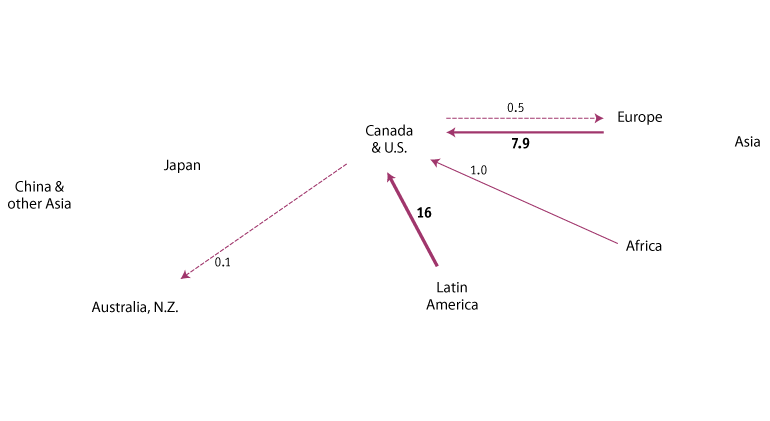 0.5
Europe
Canada
& U.S.
7.9
Asia
Japan
1.0
China &
other Asia
16
Africa
0.1
Latin
America
Australia, N.Z.